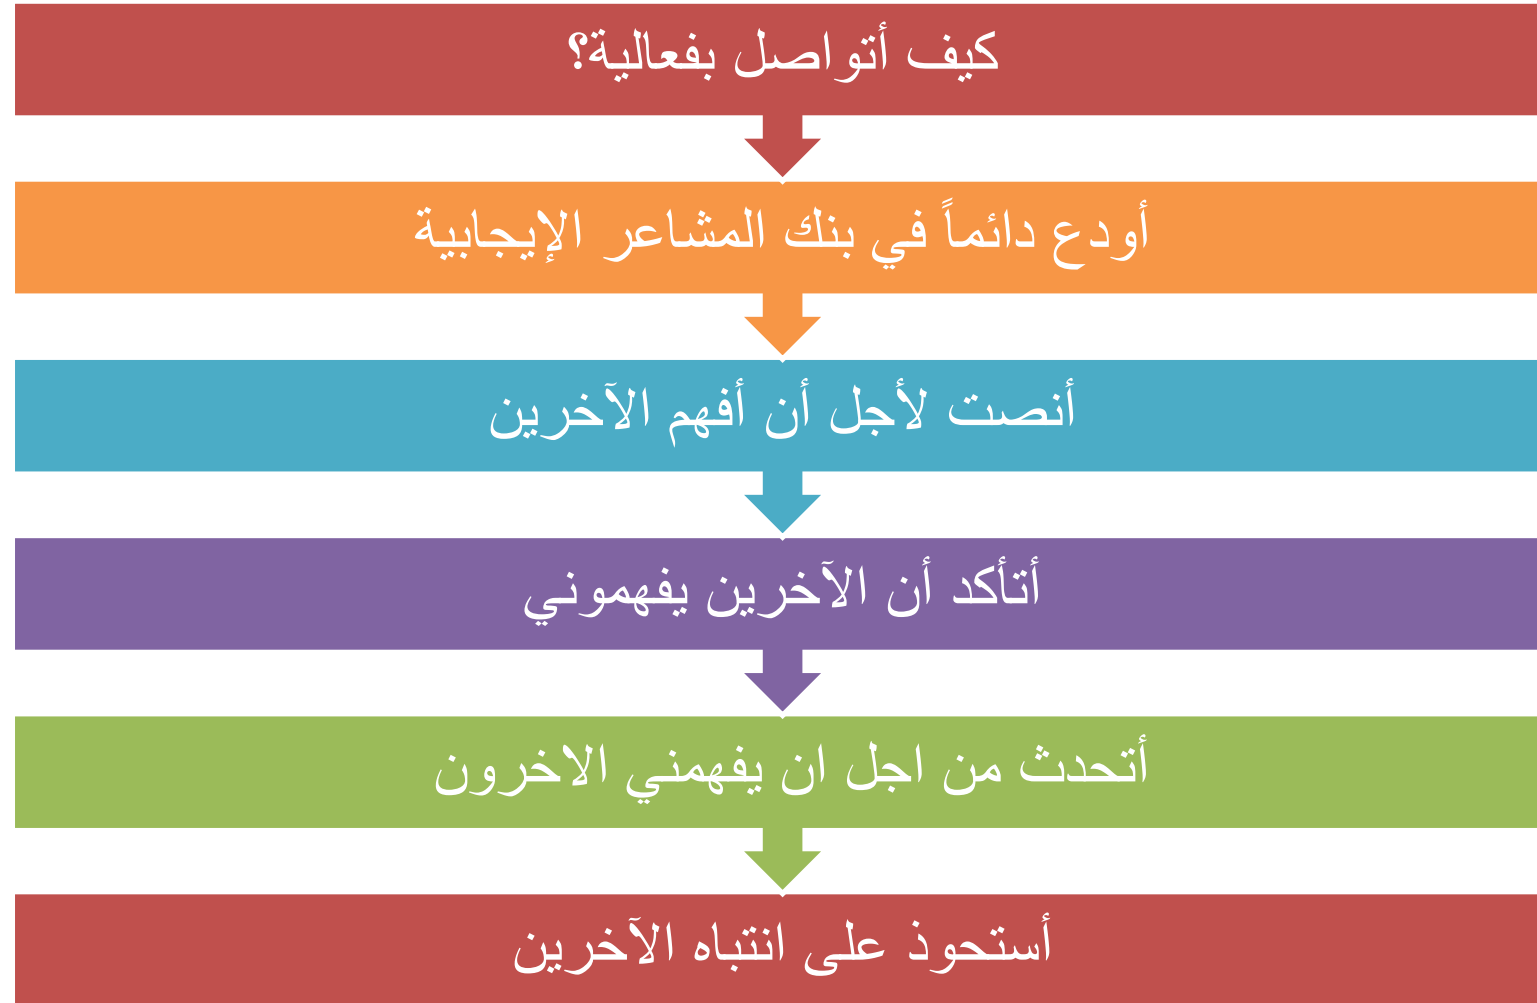 كيف أتواصل بفعالية؟
أودع دائماً في بنك المشاعر الإيجابية
أنصت لأجل أن أفهم الآخرين
أتأكد أن الآخرين يفهموني
أتحدث من اجل ان يفهمني الاخرون
أستحوذ على انتباه الآخرين